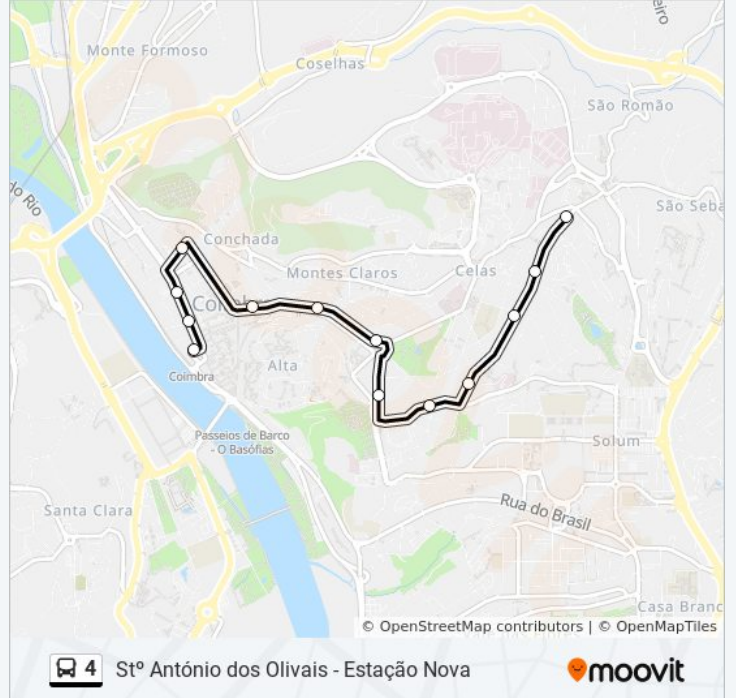 eiro
Monte Formoso
Coselhas
São Romão
do Rio
São Seba
Conchada
Montes Claros
Celas
Coimbra
Alta
Coimbra
Passeios de Barco
- O Basófias
Solum
Santa Clara
Rua do Brasil
Casa Branc
© OpenStreetMap contributors | © OpenMapTiles
4 Stº António dos Olivais - Estação Nova
moovit